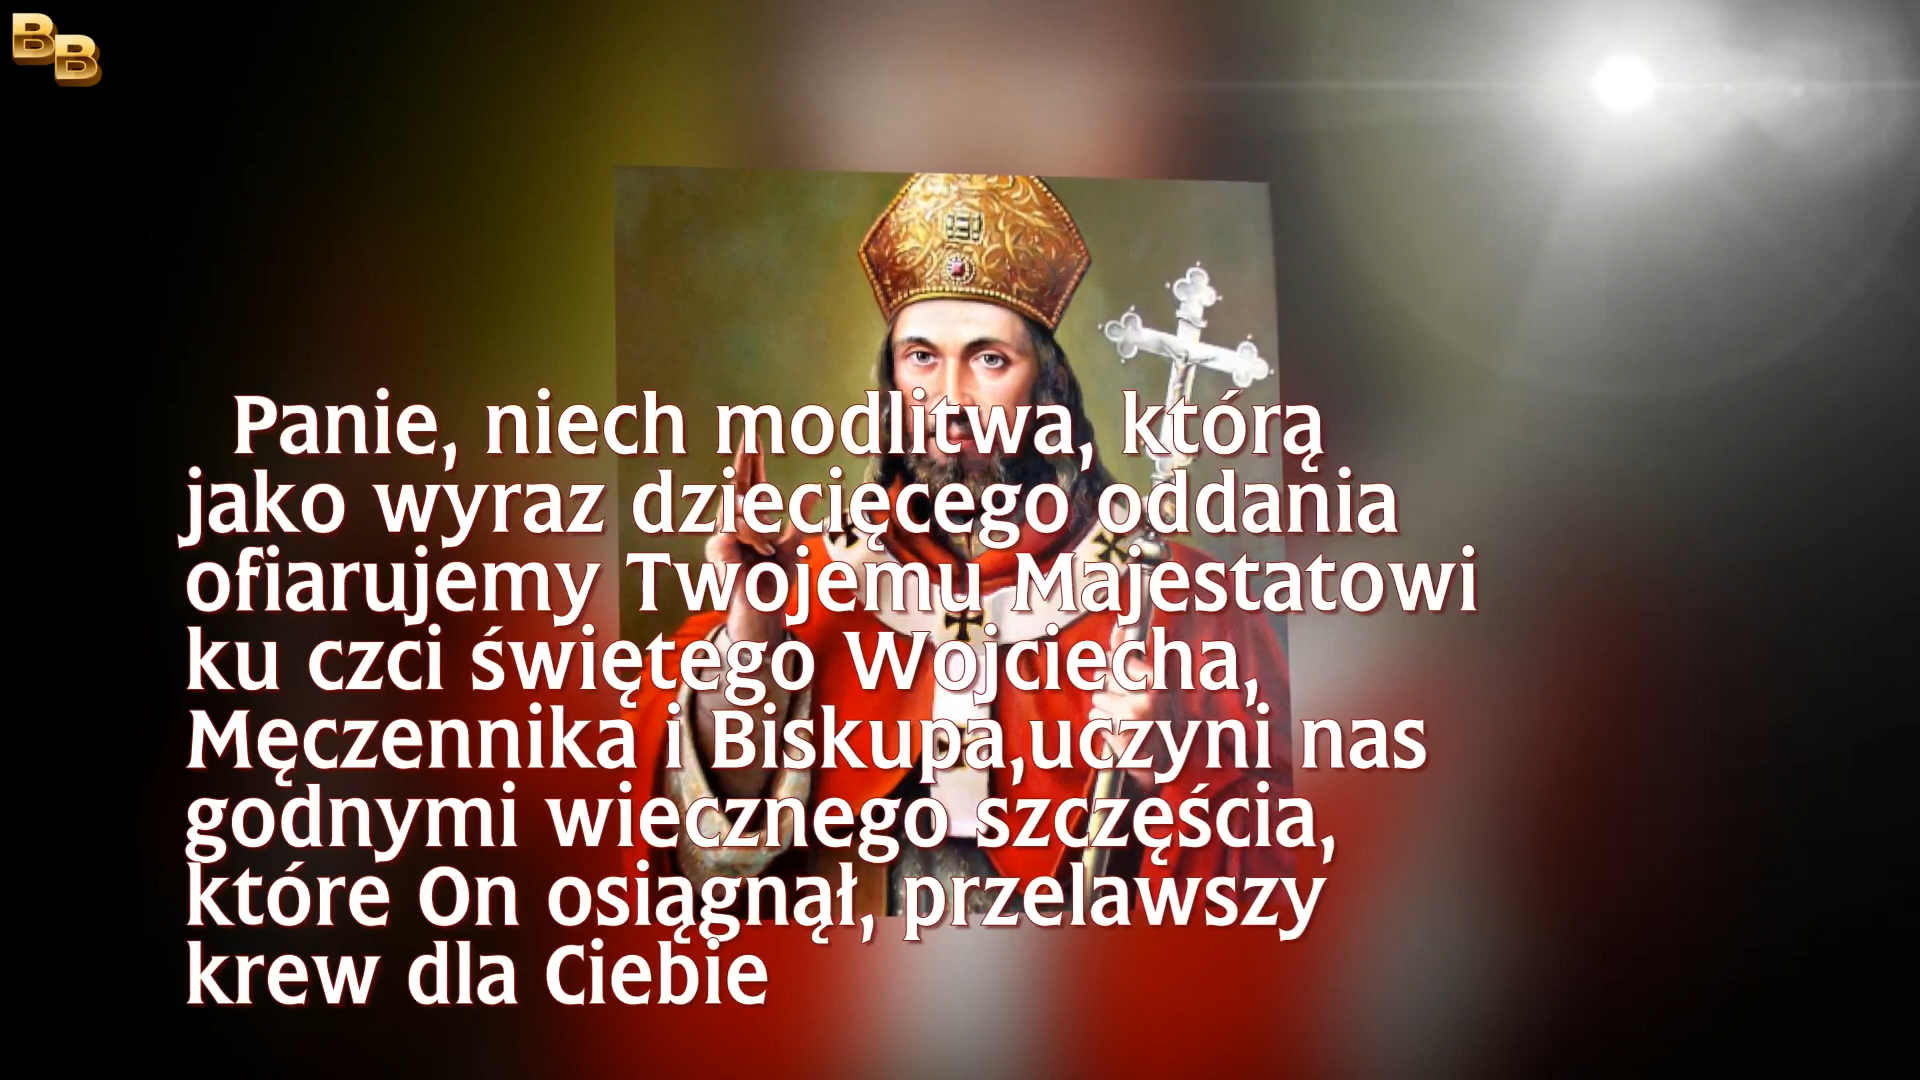 BB
Panie, niech modlitwa, którą
jako wyraz dziecięcego oddania
ofiarujemy Twojemu Majestatowi
ku czci świętego Wojciecha,
Męczennika i Biskupa,uczyni nas
godnymi wiecznego szczęścia,
które On osiągnął, przelawszy
krew dla Ciebie